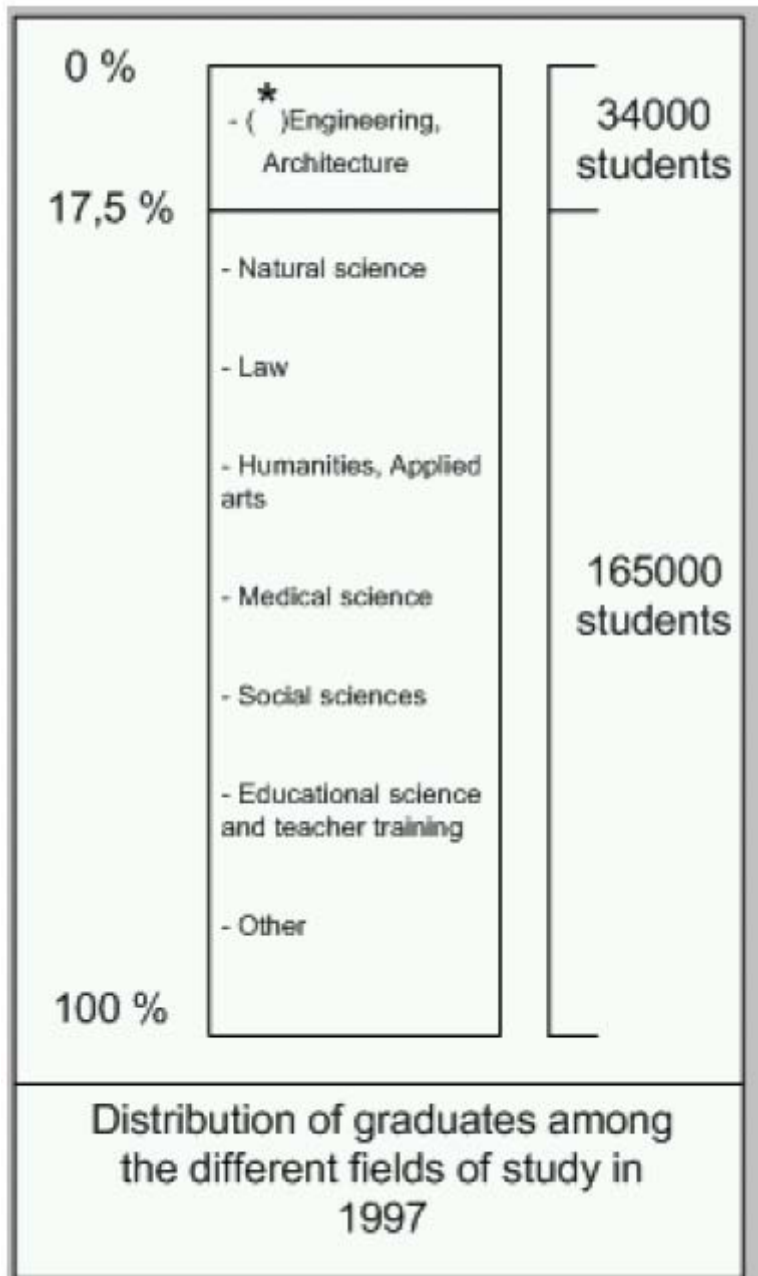 0 %
*
- ( )Engineering,
Architecture
34000
students
17,5 %
- Natural science
- Law
- Humanities, Applied
arts
- Medical science
165000
students
- Social sciences
- Educational science
and teacher training
- Other
100 %
Distribution of graduates among
the different fields of study in
1997